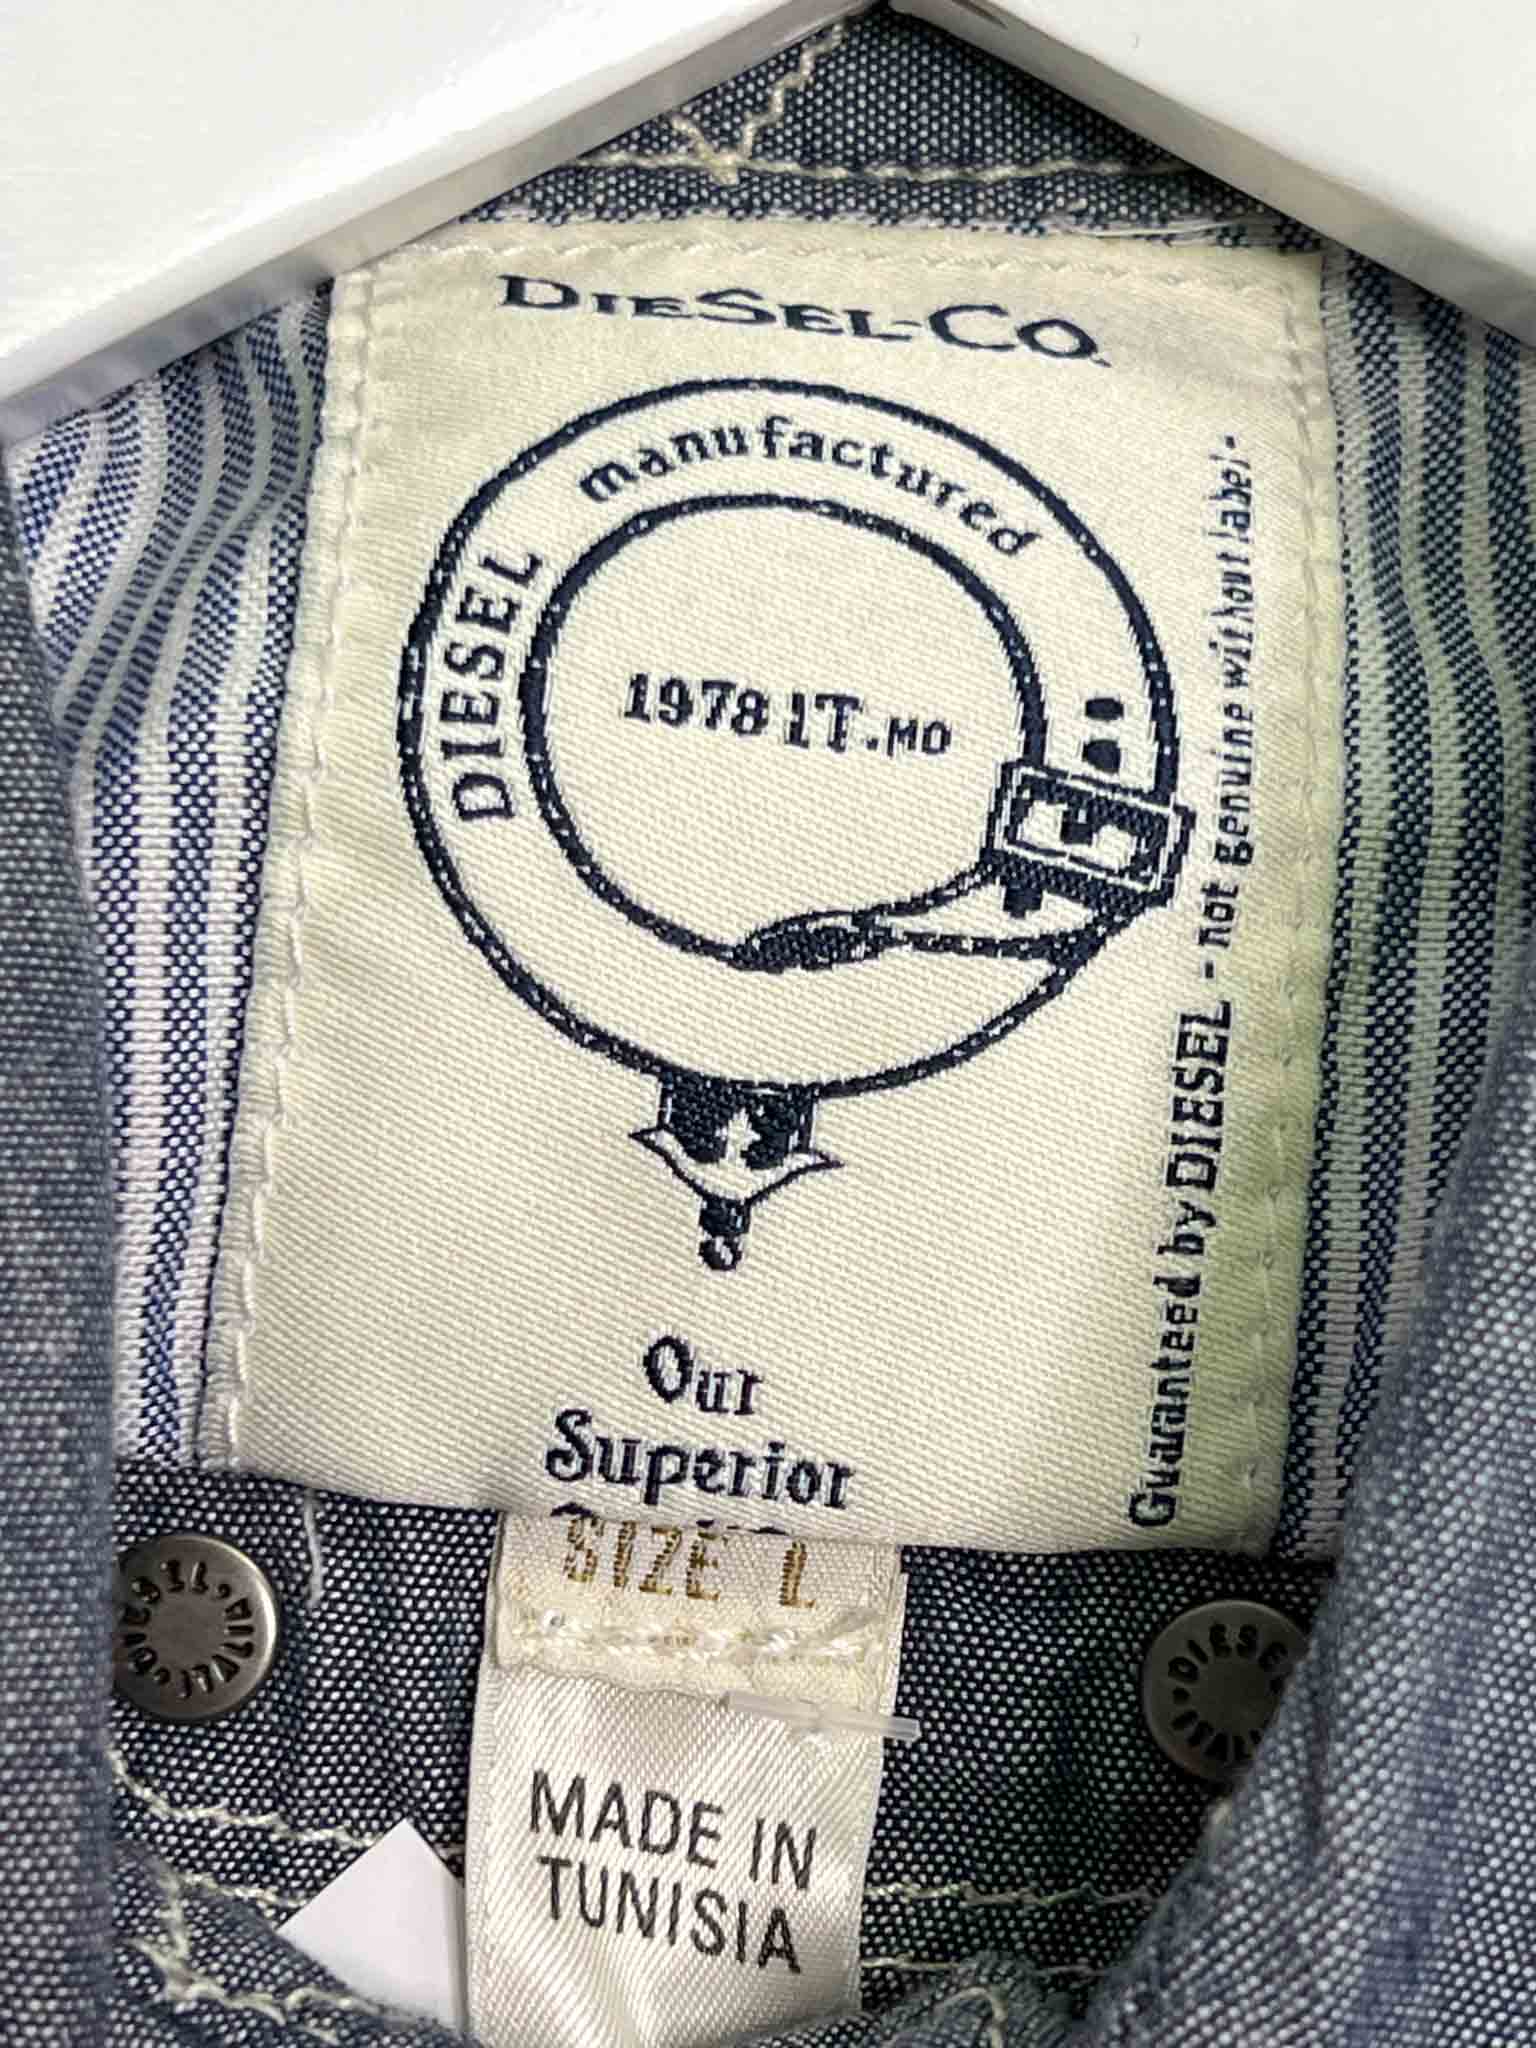 DIESEL-CO.
DIESEL manufactured
1978 IT.MO
Guaranteed by DIESEL - not genuine without label.
Our
Superior
SIZE L
MADE IN
TUNISIA
DIESEL
DIESEL